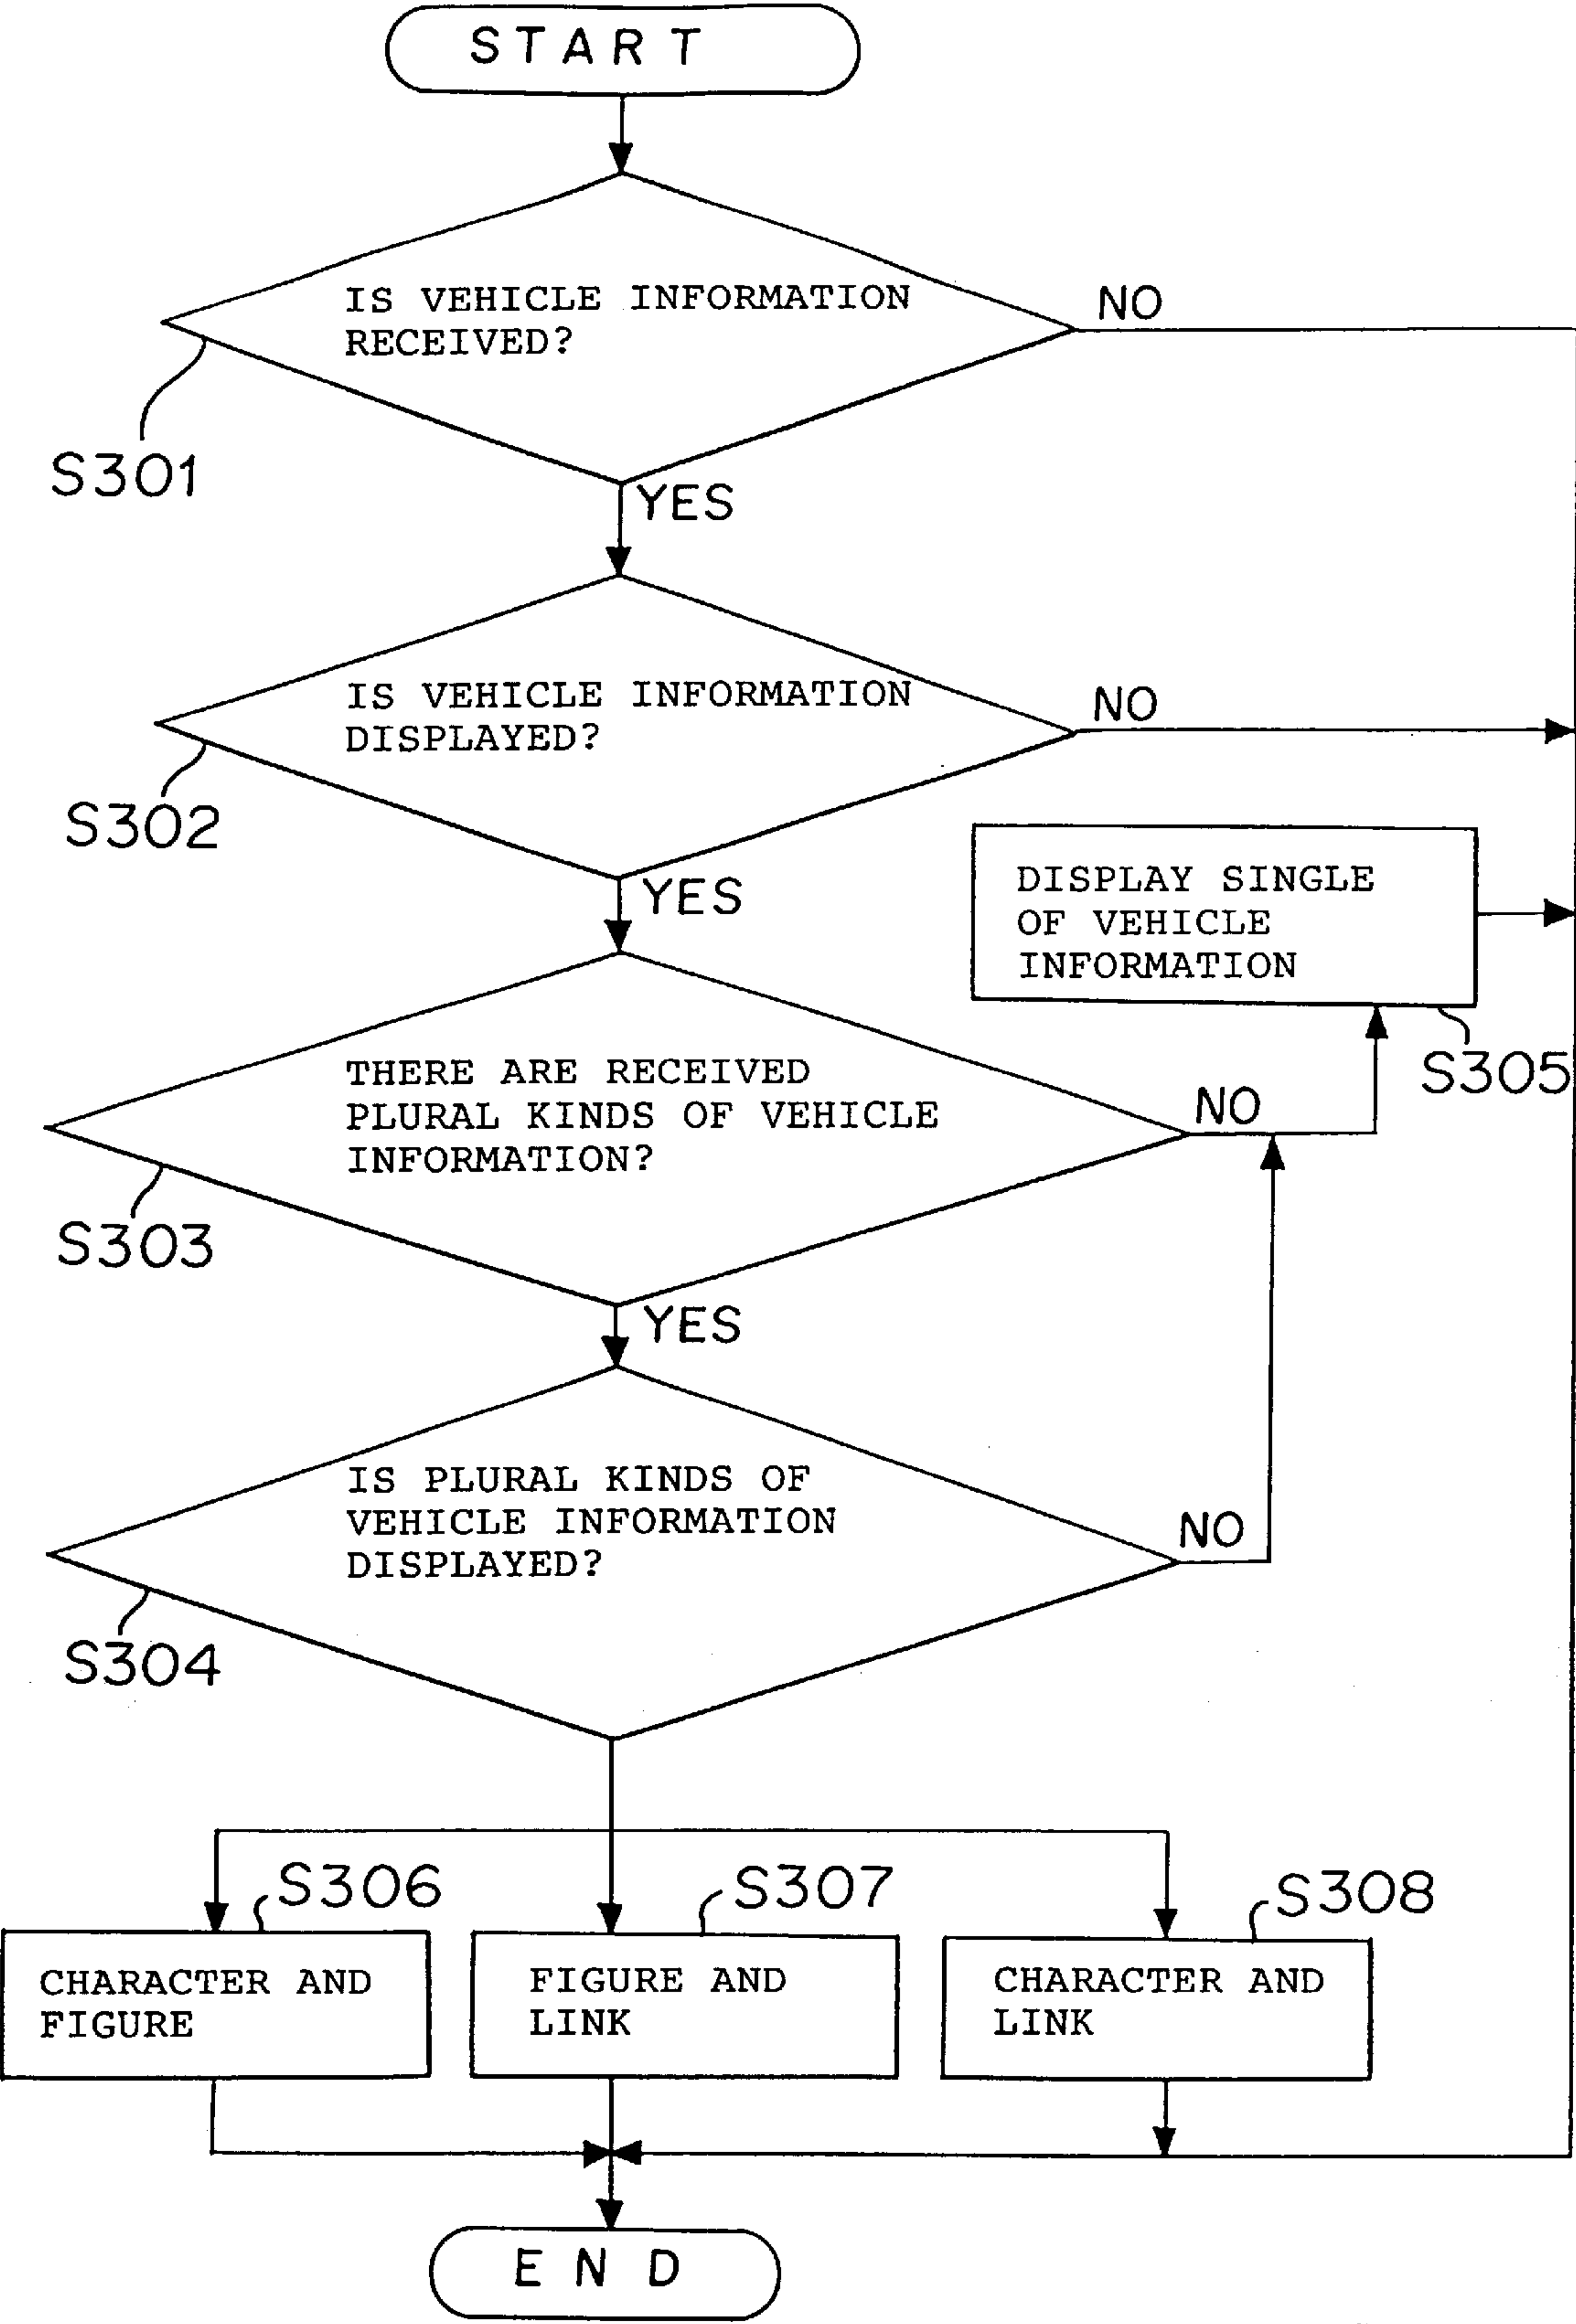 START
IS VEHICLE INFORMATION
RECEIVED?
NO
S301
YES
IS VEHICLE INFORMATION
DISPLAYED?
NO
S302
YES
DISPLAY SINGLE
OF VEHICLE
INFORMATION
S305
THERE ARE RECEIVED
PLURAL KINDS OF VEHICLE
INFORMATION?
NO
S303
YES
IS PLURAL KINDS OF
VEHICLE INFORMATION
DISPLAYED?
NO
S304
S306
S307
S308
CHARACTER AND
FIGURE
FIGURE AND
LINK
CHARACTER AND
LINK
END